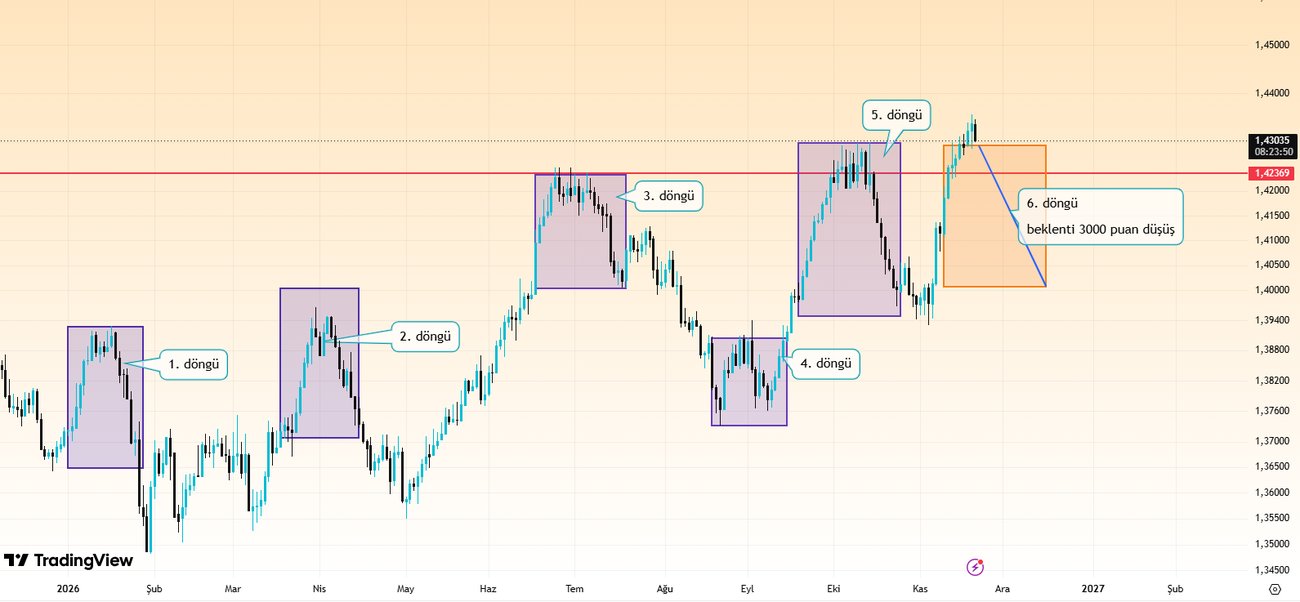 1,45000
1,44000
5. döngü
1,43035
08:23:50
1,42369
3. döngü
1,42000
6. döngü
beklenti 3000 puan düşüş
1,41500
1,41000
1,40500
1,40000
2. döngü
1,39400
1. döngü
4. döngü
1,38800
1,38200
1,37600
1,37000
1,36500
1,36000
1,35500
1,35000
1,34500
TradingView
2026
Şub
Mar
Nis
May
Haz
Tem
Ağu
Eyl
Eki
Kas
Ara
2027
Şub